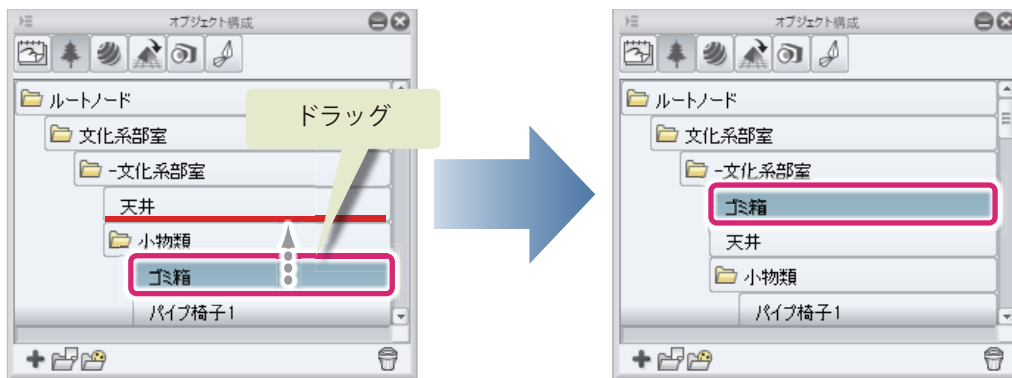 オブジェクト構成
ルートノード
文化系部室
-文化系部室
天井
小物類
ゴミ箱
パイプ椅子1
ドラッグ
オブジェクト構成
ルートノード
文化系部室
-文化系部室
ゴミ箱
天井
小物類
パイプ椅子1